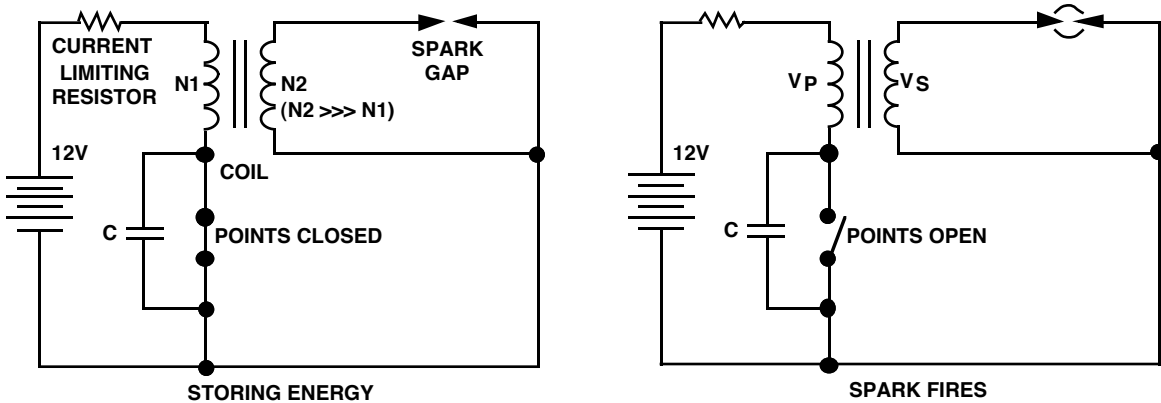 CURRENT
LIMITING
RESISTOR
N1
N2
(N2 >>> N1)
SPARK
GAP
12V
COIL
C
POINTS CLOSED
STORING ENERGY
VP
VS
12V
C
POINTS OPEN
SPARK FIRES